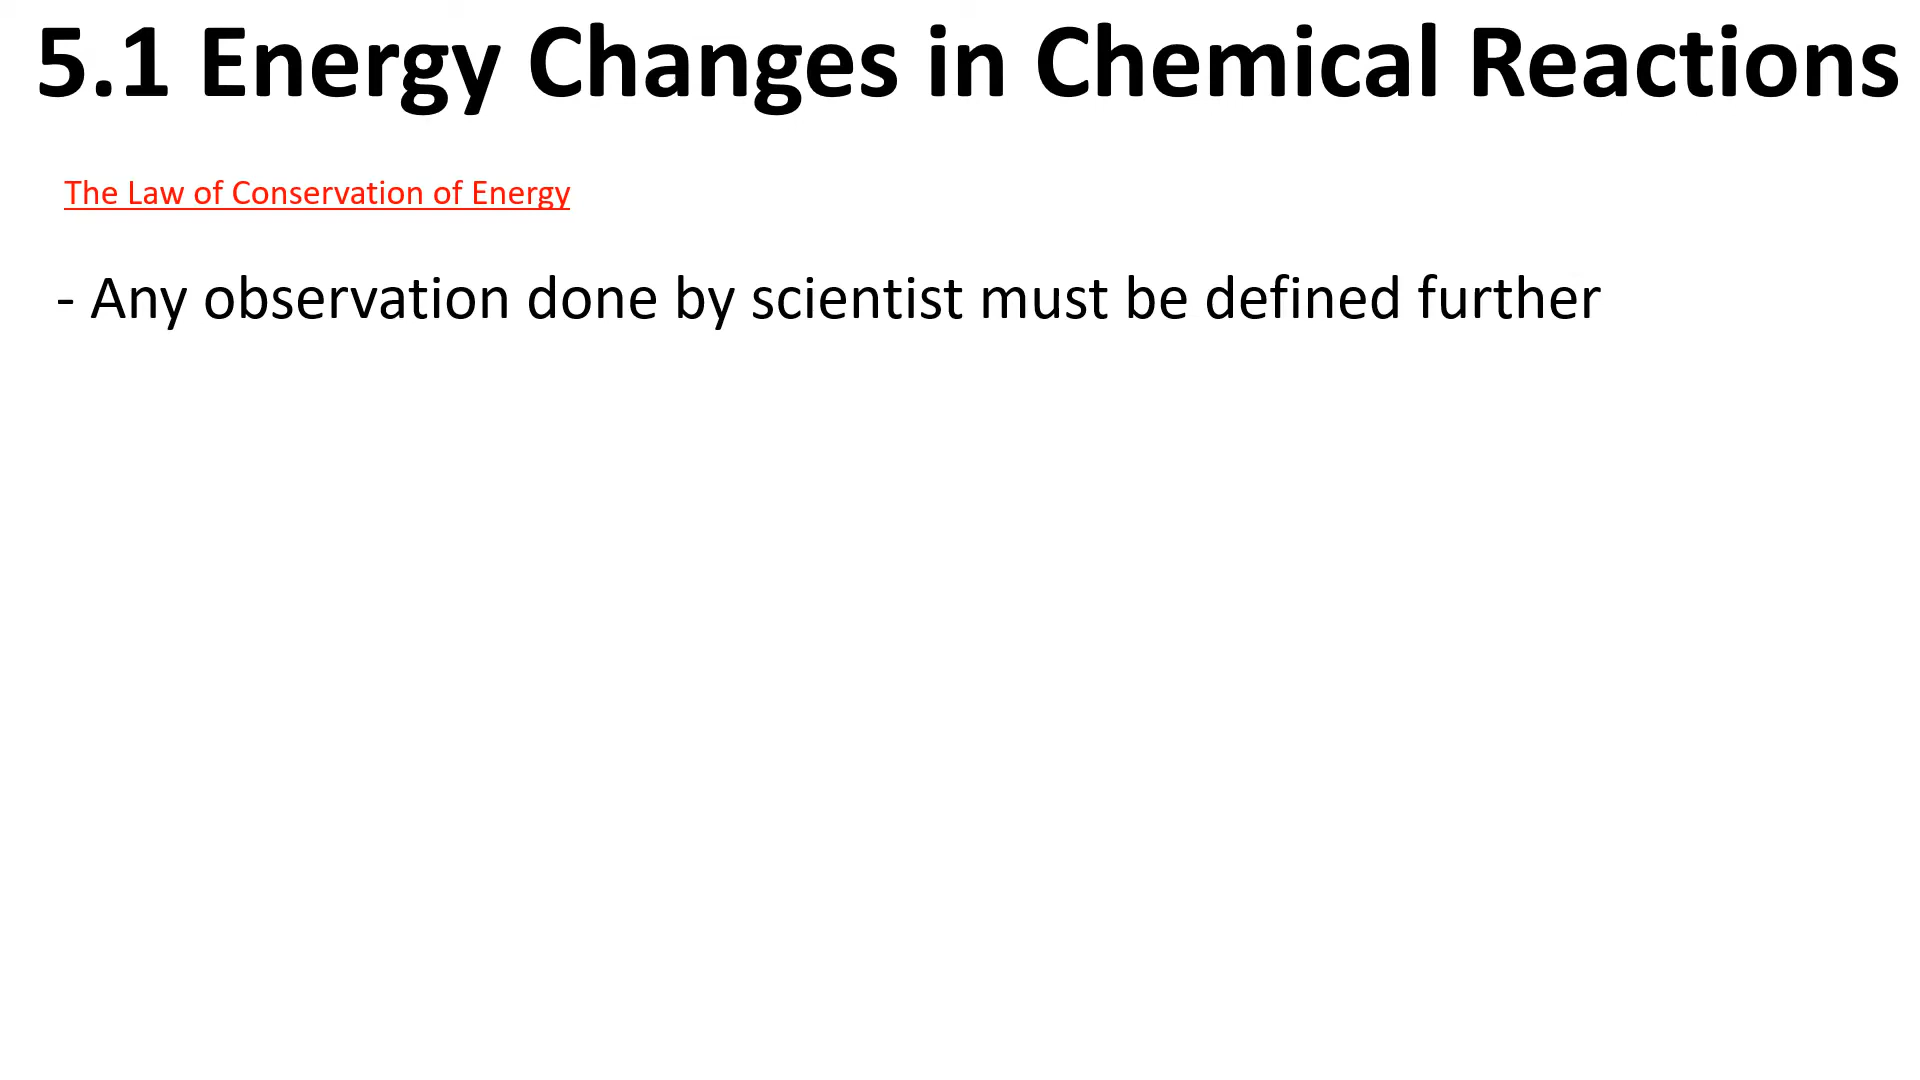 5.1 Energy Changes in Chemical Reactions
The Law of Conservation of Energy
- Any observation done by scientist must be defined further